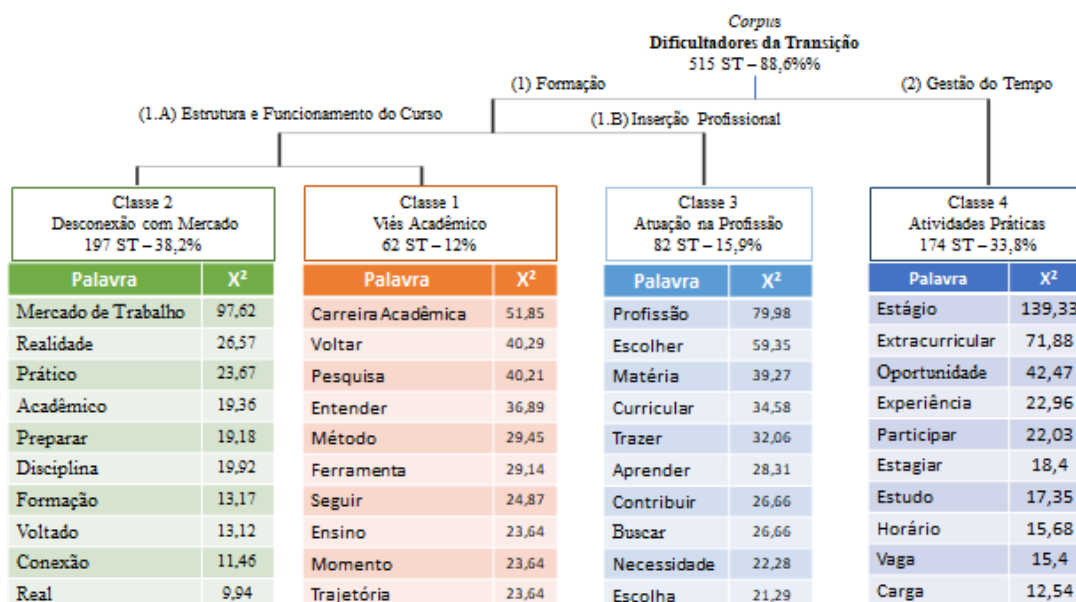 Corpus
Dificultadores da Transição
515 ST – 88,6%%
(1) Formação
(2) Gestão do Tempo
(1.A) Estrutura e Funcionamento do Curso
(1.B) Inserção Profissional
Classe 2
Desconexão com Mercado
197 ST – 38,2%
Palavra X²
Mercado de Trabalho 97,62
Realidade 26,57
Prático 23,67
Acadêmico 19,36
Preparar 19,18
Disciplina 19,92
Formação 13,17
Voltado 13,12
Conexão 11,46
Real 9,94
Classe 1
Viés Acadêmico
62 ST – 12%
Palavra X²
Carreira Acadêmica 51,85
Voltar 40,29
Pesquisa 40,21
Entender 36,89
Método 29,45
Ferramenta 29,14
Seguir 24,87
Ensino 23,64
Momento 23,64
Trajetória 23,64
Classe 3
Atuação na Profissão
82 ST – 15,9%
Palavra X²
Profissão 79,98
Escolher 59,35
Matéria 39,27
Curricular 34,58
Trazer 32,06
Aprender 28,31
Contribuir 26,66
Buscar 26,66
Necessidade 22,28
Escolha 21,29
Classe 4
Atividades Práticas
174 ST – 33,8%
Palavra X²
Estágio 139,33
Extracurricular 71,88
Oportunidade 42,47
Experiência 22,96
Participar 22,03
Estagiar 18,4
Estudo 17,35
Horário 15,68
Vaga 15,4
Carga 12,54